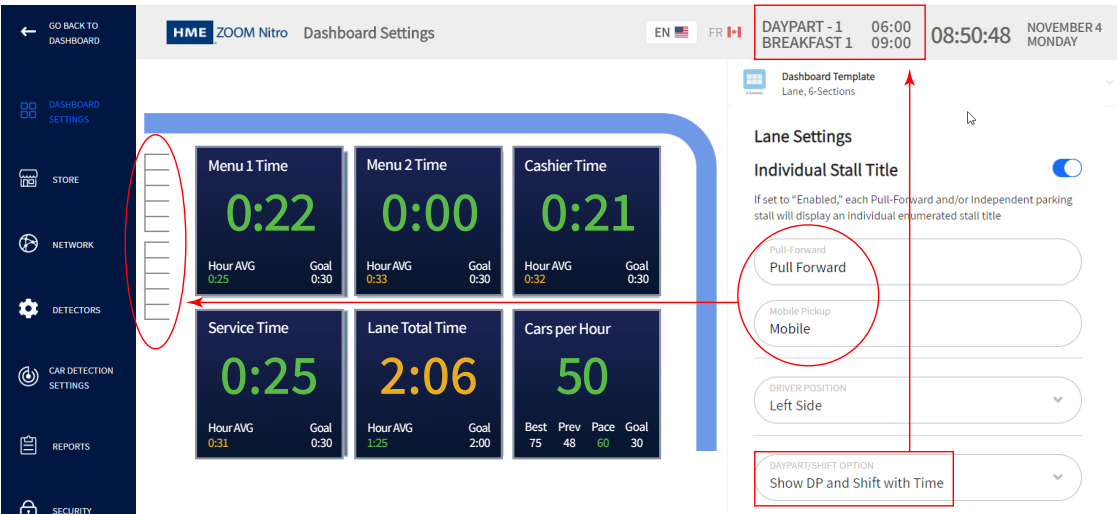 GO BACK TO
DASHBOARD
HME ZOOM Nitro Dashboard Settings
EN FR
DAYPART - 1 06:00
BREAKFAST 1 09:00
08:50:48
NOVEMBER 4
MONDAY
DASHBOARD
SETTINGS
STORE
NETWORK
DETECTORS
CAR DETECTION
SETTINGS
REPORTS
SECURITY
Menu 1 Time
0:22
Hour AVG Goal
0:25 0:30
Menu 2 Time
0:00
Hour AVG Goal
0:33 0:30
Cashier Time
0:21
Hour AVG Goal
0:32 0:30
Service Time
0:25
Hour AVG Goal
0:31 0:30
Lane Total Time
2:06
Hour AVG Goal
1:25 2:00
Cars per Hour
50
Best Prev Pace Goal
75 48 60 30
Dashboard Template
Lane, 6-Sections
Lane Settings
Individual Stall Title
If set to “Enabled,” each Pull-Forward and/or Independent parking
stall will display an individual enumerated stall title
Pull-Forward
Pull Forward
Mobile Pickup
Mobile
DRIVER POSITION
Left Side
DAYPART/SHIFT OPTION
Show DP and Shift with Time